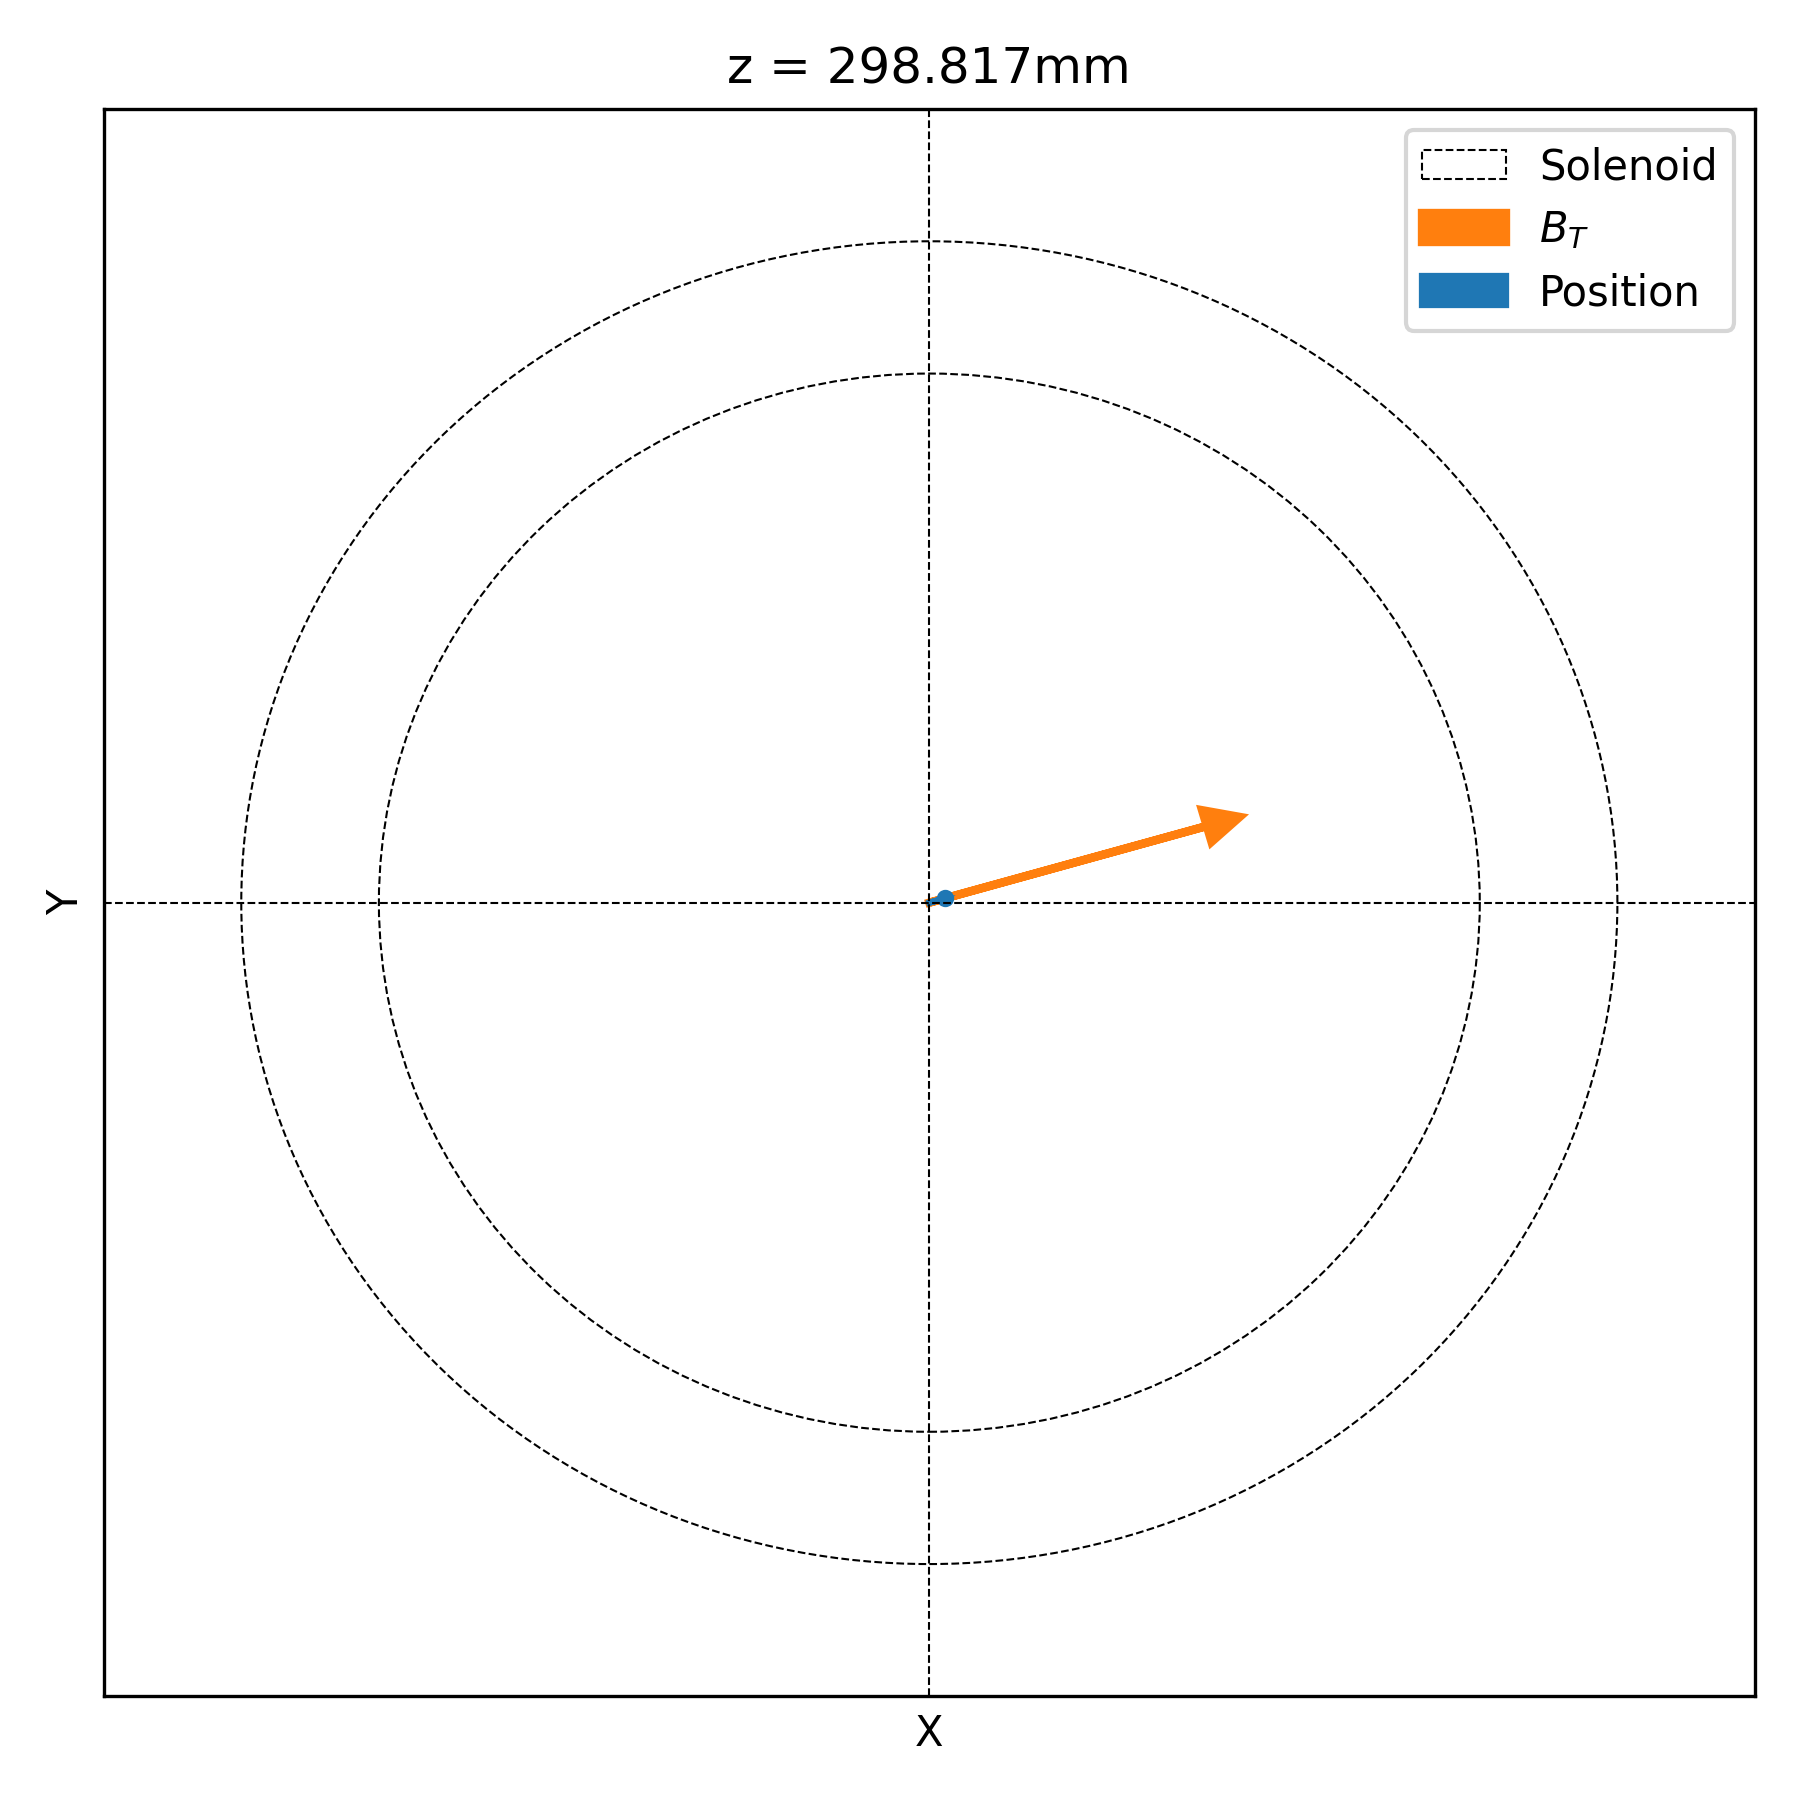 z = 298.817mm
Solenoid
B_T
Position
Y
X